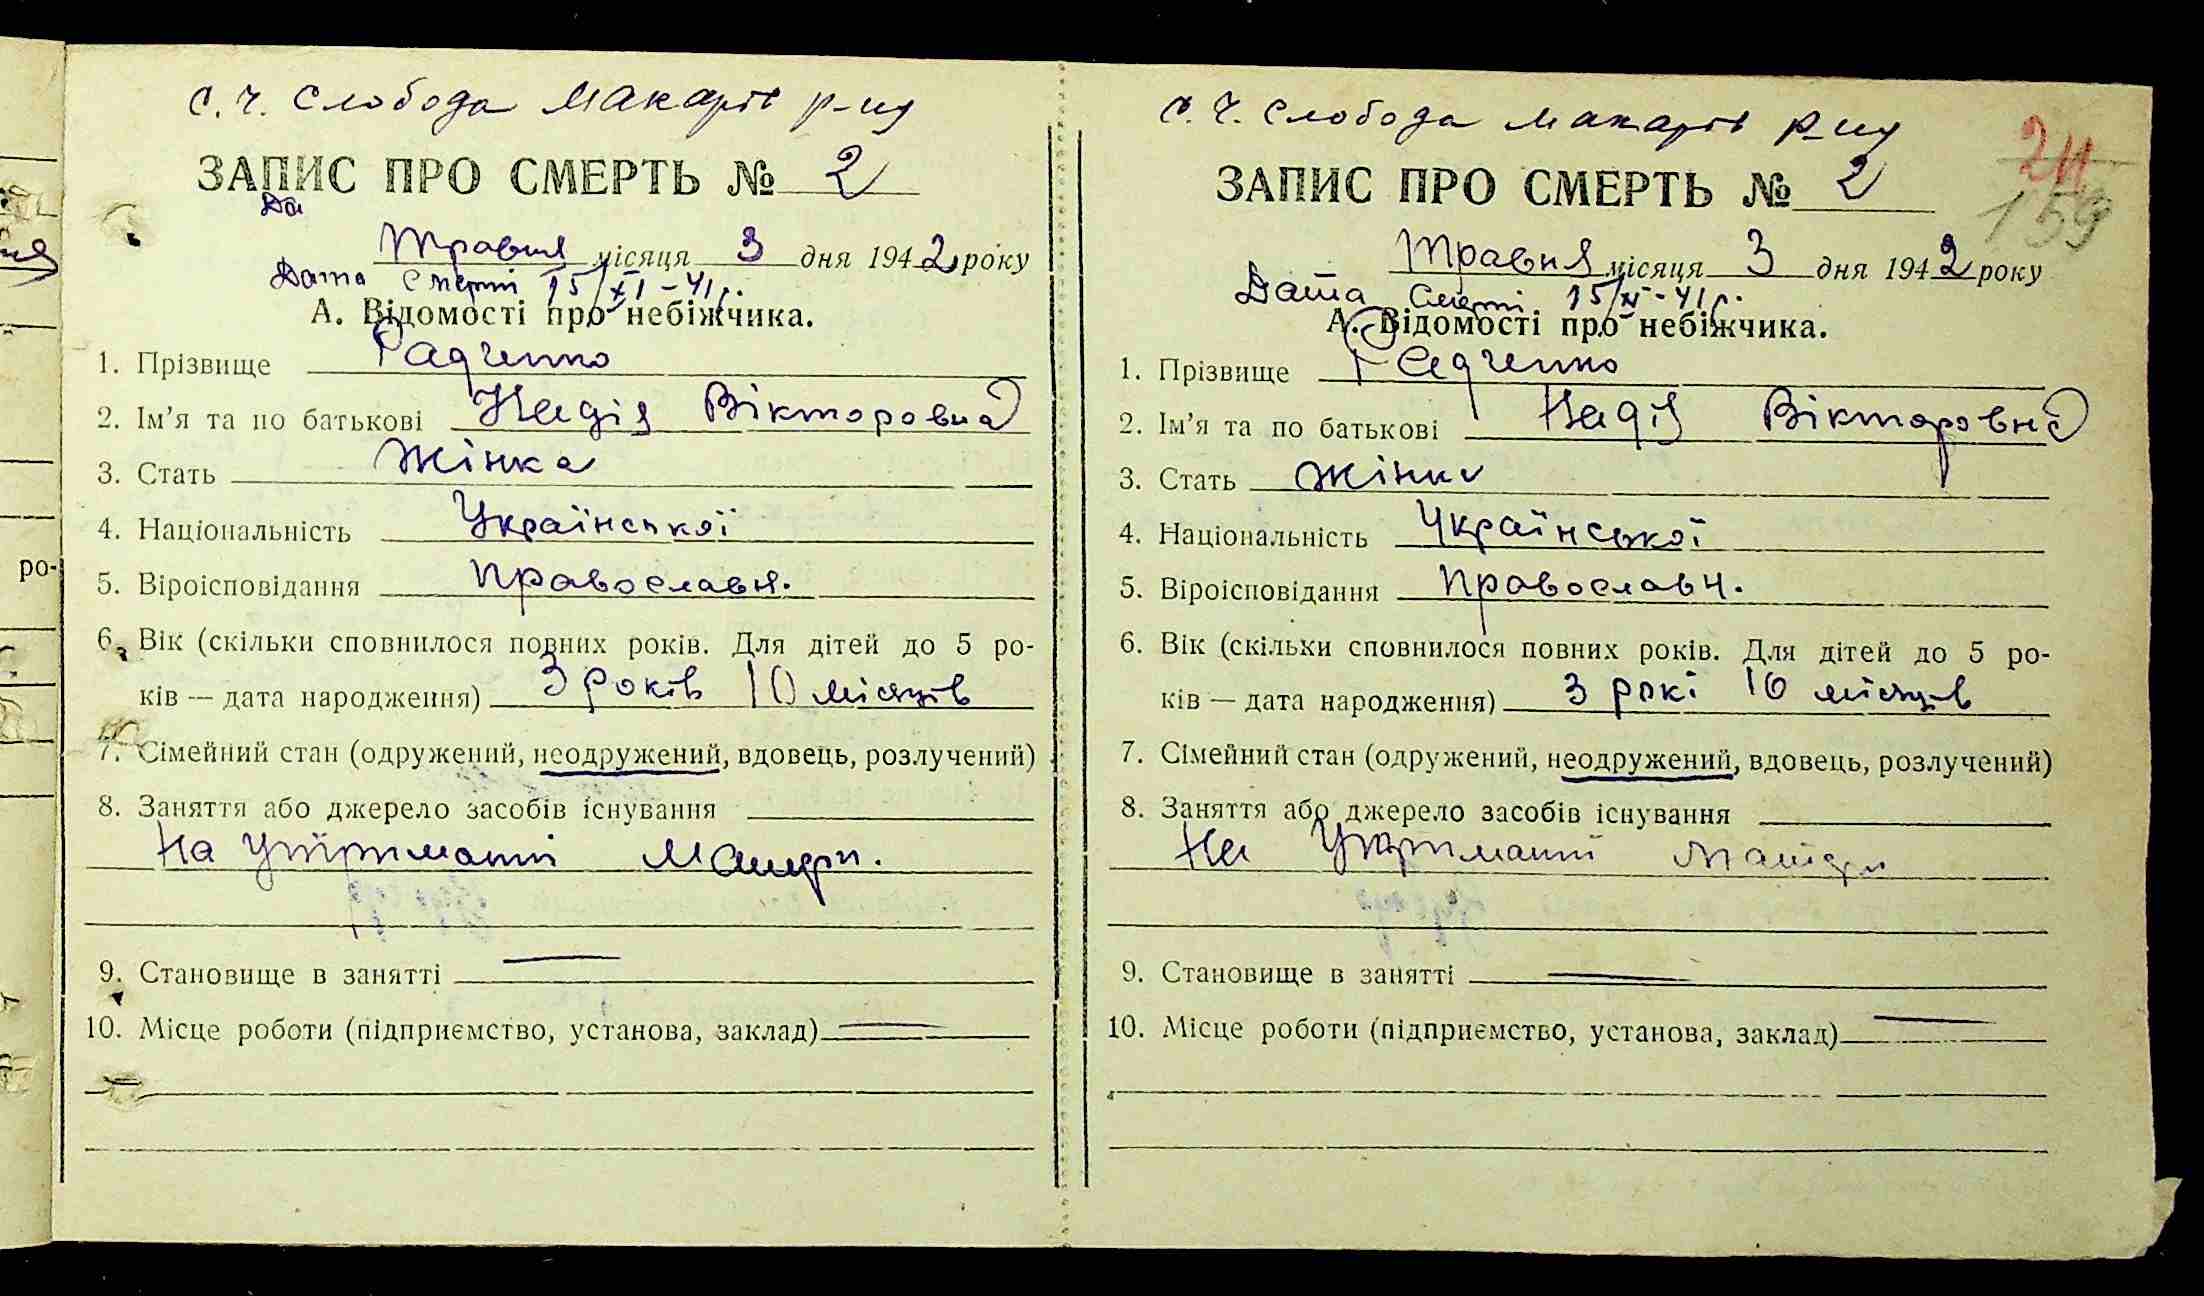 с. Ч. Слобода Макарів р-ну
ЗАПИС ПРО СМЕРТЬ № 2
Да
Травня місяця 3 дня 1942 року
Дата смерті 15/XI-41р.
А. Відомості про небіжчика.
1. Прізвище Радченко
2. Ім'я та по батькові Надія Вікторовна
3. Стать Жінка
4. Національність Української
5. Віроісповідання православн.
6. Вік (скільки сповнилося повних років. Для дітей до 5 ро-
ків — дата народження) 3 років 10 місяців
7. Сімейний стан (одружений, неодружений, вдовець, розлучений)
8. Заняття або джерело засобів існування
На утриманні матери.
9. Становище в занятті
10. Місце роботи (підприємство, установа, заклад)
ро-
с. Ч. Слобода Макарів р-ну
24
159
ЗАПИС ПРО СМЕРТЬ № 2
Травня місяця 3 дня 1942 року
Дата смерті 15/XI-41р.
А. Відомості про небіжчика.
1. Прізвище Радченко
2. Ім'я та по батькові Надія Вікторовна
3. Стать жінка
4. Національність Української
5. Віроісповідання православн.
6. Вік (скільки сповнилося повних років. Для дітей до 5 ро-
ків — дата народження) 3 рокі 10 місяців
7. Сімейний стан (одружений, неодружений, вдовець, розлучений)
8. Заняття або джерело засобів існування
На утриманні матери
9. Становище в занятті
10. Місце роботи (підприємство, установа, заклад)